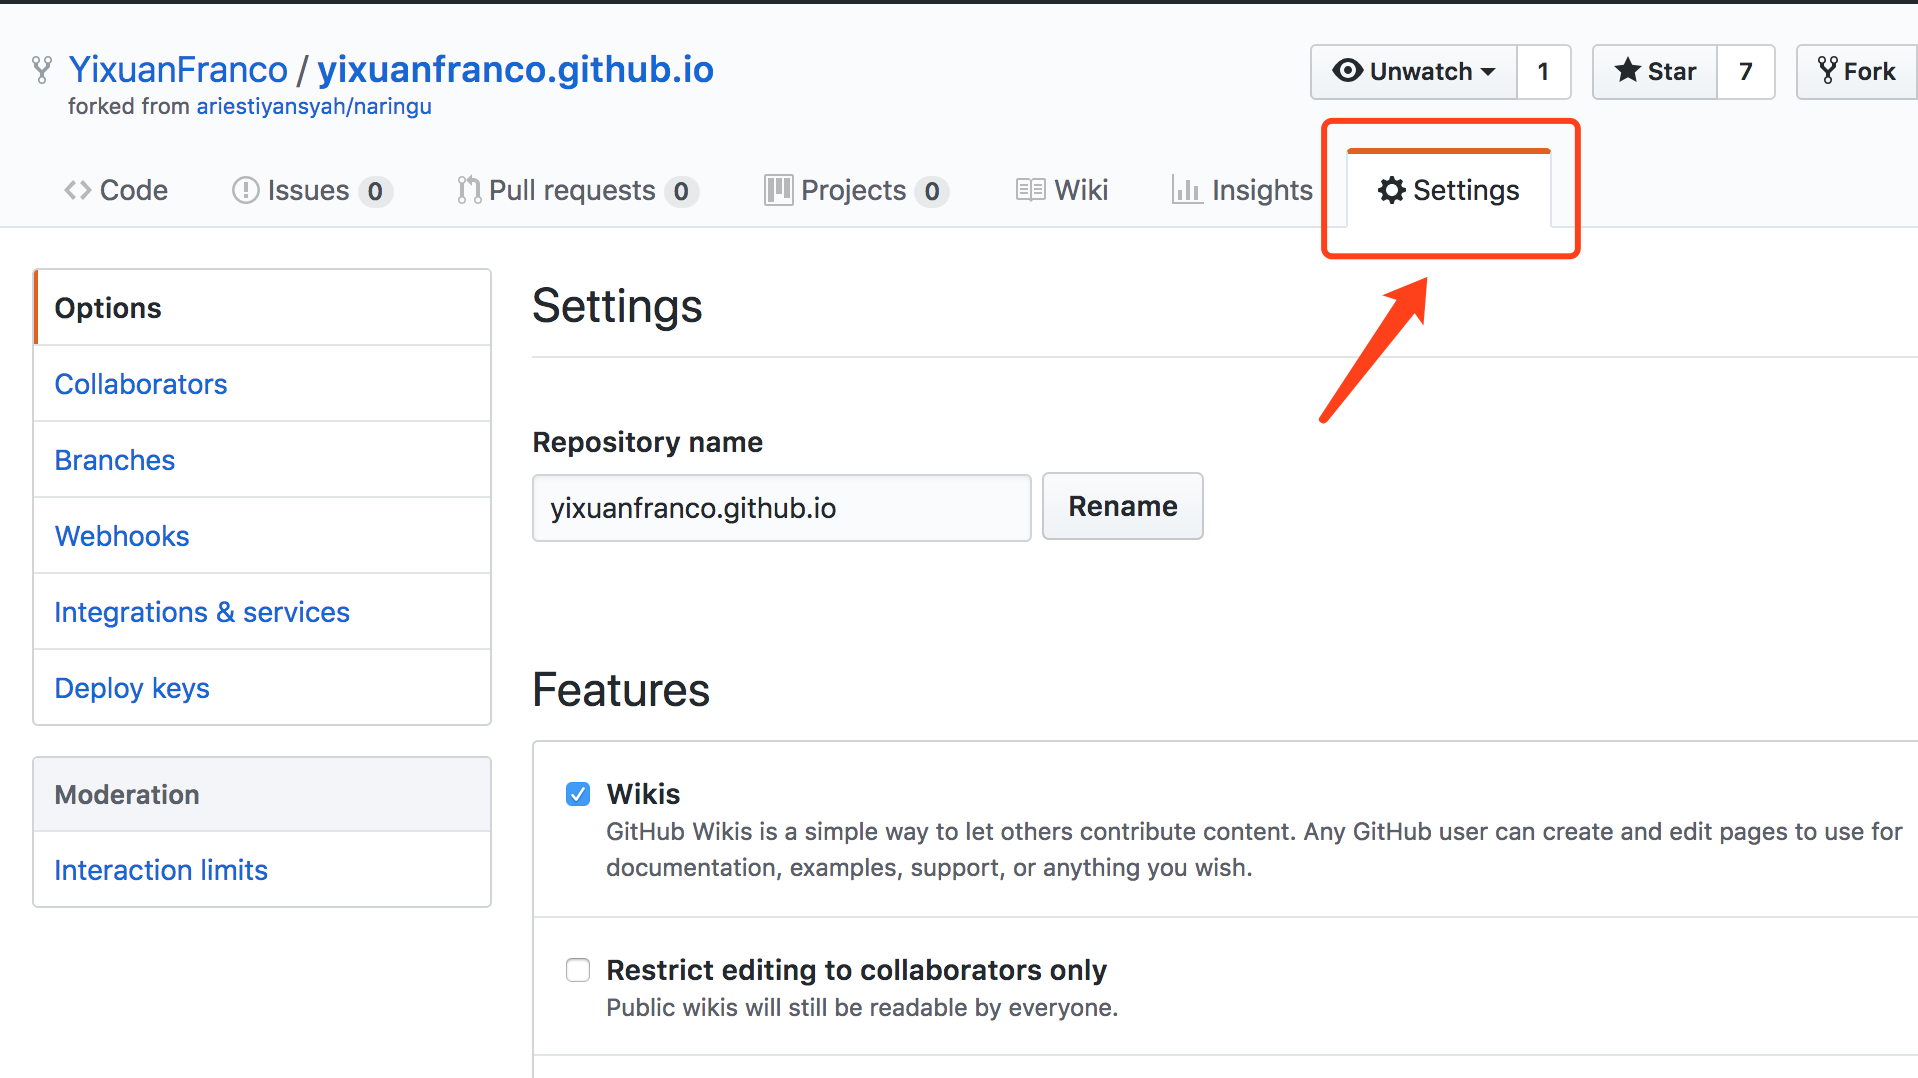 YixuanFranco / yixuanfranco.github.io
forked from ariestiyansyah/naringu
Unwatch 1 Star 7 Fork
Code Issues 0 Pull requests 0 Projects 0 Wiki Insights Settings
Options
Collaborators
Branches
Webhooks
Integrations & services
Deploy keys
Moderation
Interaction limits
Settings
Repository name
yixuanfranco.github.io Rename
Features
Wikis
GitHub Wikis is a simple way to let others contribute content. Any GitHub user can create and edit pages to use for
documentation, examples, support, or anything you wish.
Restrict editing to collaborators only
Public wikis will still be readable by everyone.